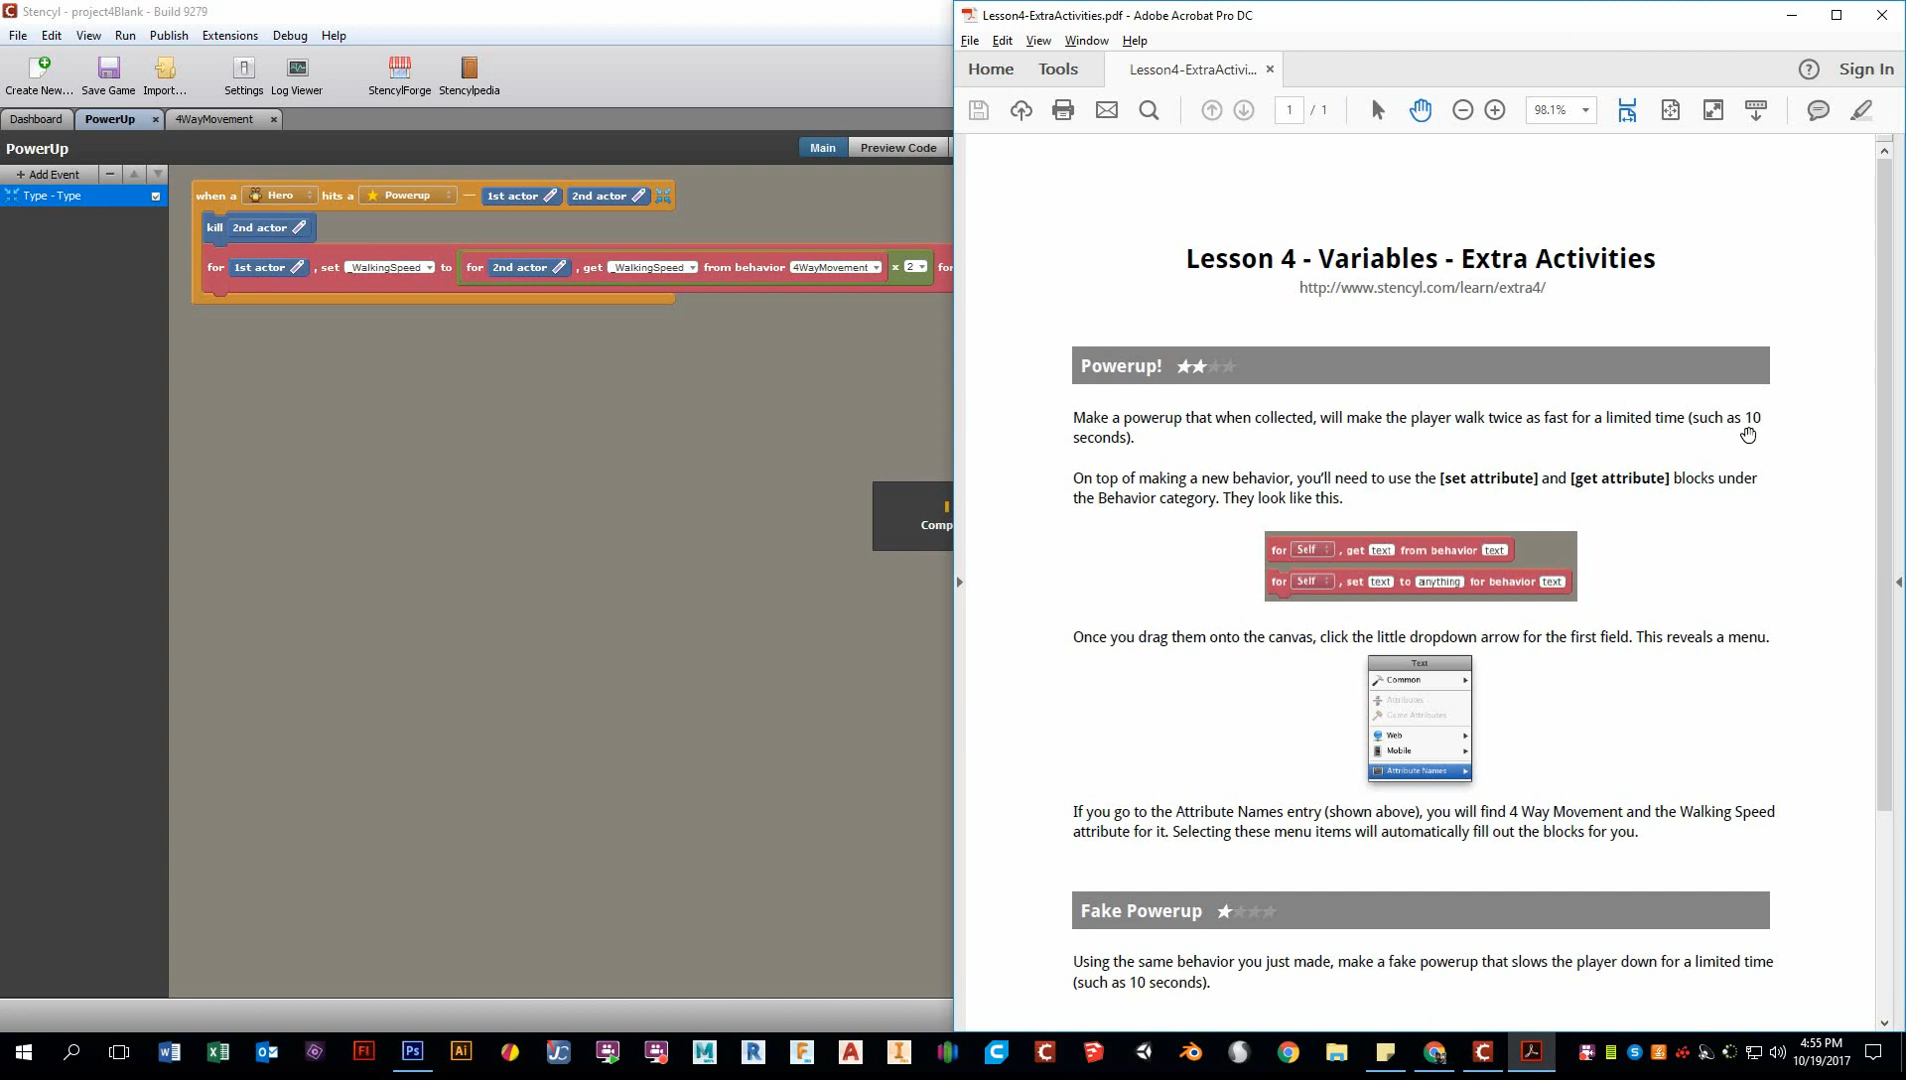 Stencyl - project4Blank - Build 9279
File Edit View Run Publish Extensions Debug Help
Create New... Save Game Import... Settings Log Viewer StencylForge Stencylpedia
Dashboard PowerUp × 4WayMovement ×
PowerUp Main Preview Code
+ Add Event
Type - Type
when a Hero hits a Powerup — 1st actor 2nd actor
kill 2nd actor
for 1st actor , set _WalkingSpeed to for 2nd actor , get _WalkingSpeed from behavior 4WayMovement x 2 for
Comp
Lesson4-ExtraActivities.pdf - Adobe Acrobat Pro DC
File Edit View Window Help
Home Tools Lesson4-ExtraActivi... × Sign In
1 / 1 98.1%
Lesson 4 - Variables - Extra Activities
http://www.stencyl.com/learn/extra4/
Powerup!
Make a powerup that when collected, will make the player walk twice as fast for a limited time (such as 10
seconds).
On top of making a new behavior, you’ll need to use the [set attribute] and [get attribute] blocks under
the Behavior category. They look like this.
for Self , get text from behavior text
for Self , set text to anything for behavior text
Once you drag them onto the canvas, click the little dropdown arrow for the first field. This reveals a menu.
Text
Common
Attributes
Game Attributes
Web
Mobile
Attribute Names
If you go to the Attribute Names entry (shown above), you will find 4 Way Movement and the Walking Speed
attribute for it. Selecting these menu items will automatically fill out the blocks for you.
Fake Powerup
Using the same behavior you just made, make a fake powerup that slows the player down for a limited time
(such as 10 seconds).
4:55 PM
10/19/2017